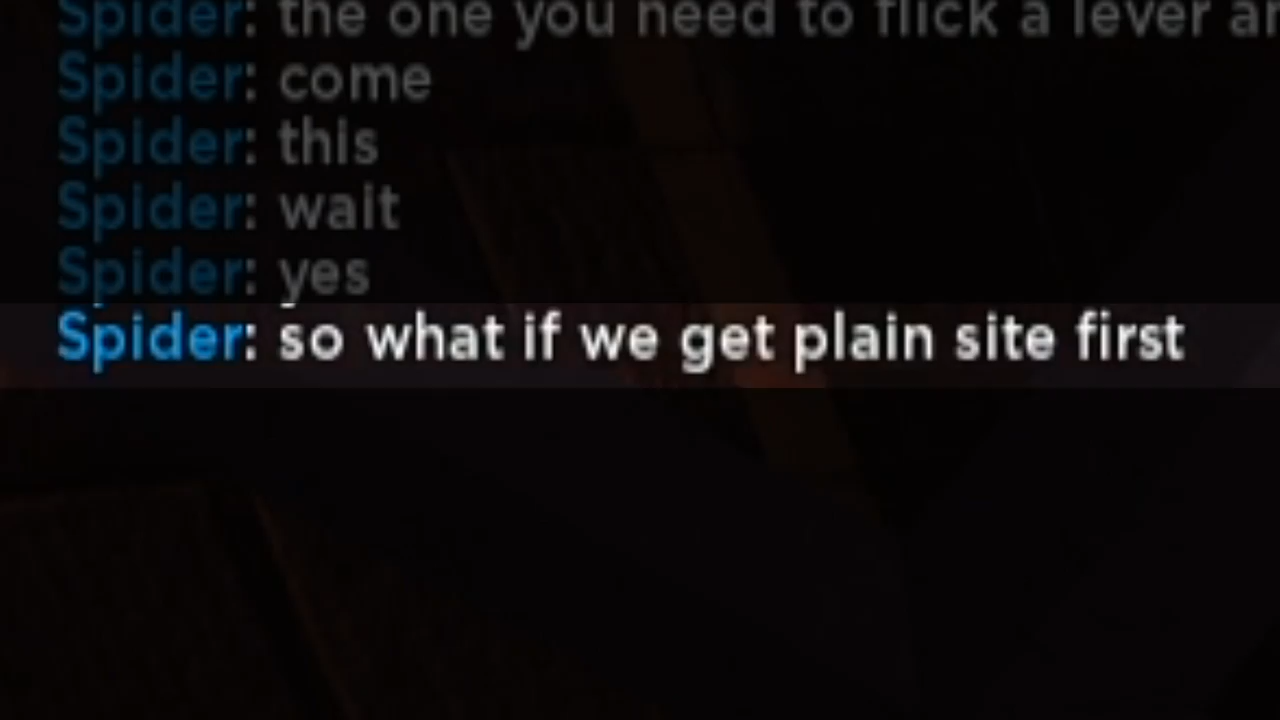 Spider: the one you need to flick a lever
Spider: come
Spider: this
Spider: wait
Spider: yes
Spider: so what if we get plain site first